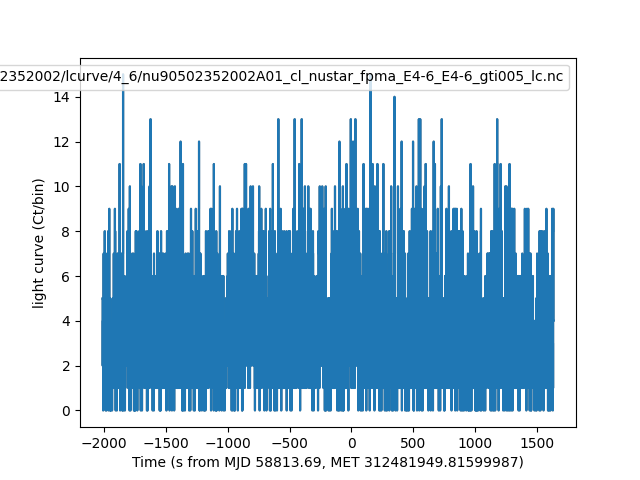 2352002/lcurve/4_6/nu90502352002A01_cl_nustar_fpma_E4-6_E4-6_gti005_lc.nc
14
12
10
8
6
4
2
0
light curve (Ct/bin)
−2000 −1500 −1000 −500 0 500 1000 1500
Time (s from MJD 58813.69, MET 312481949.81599987)